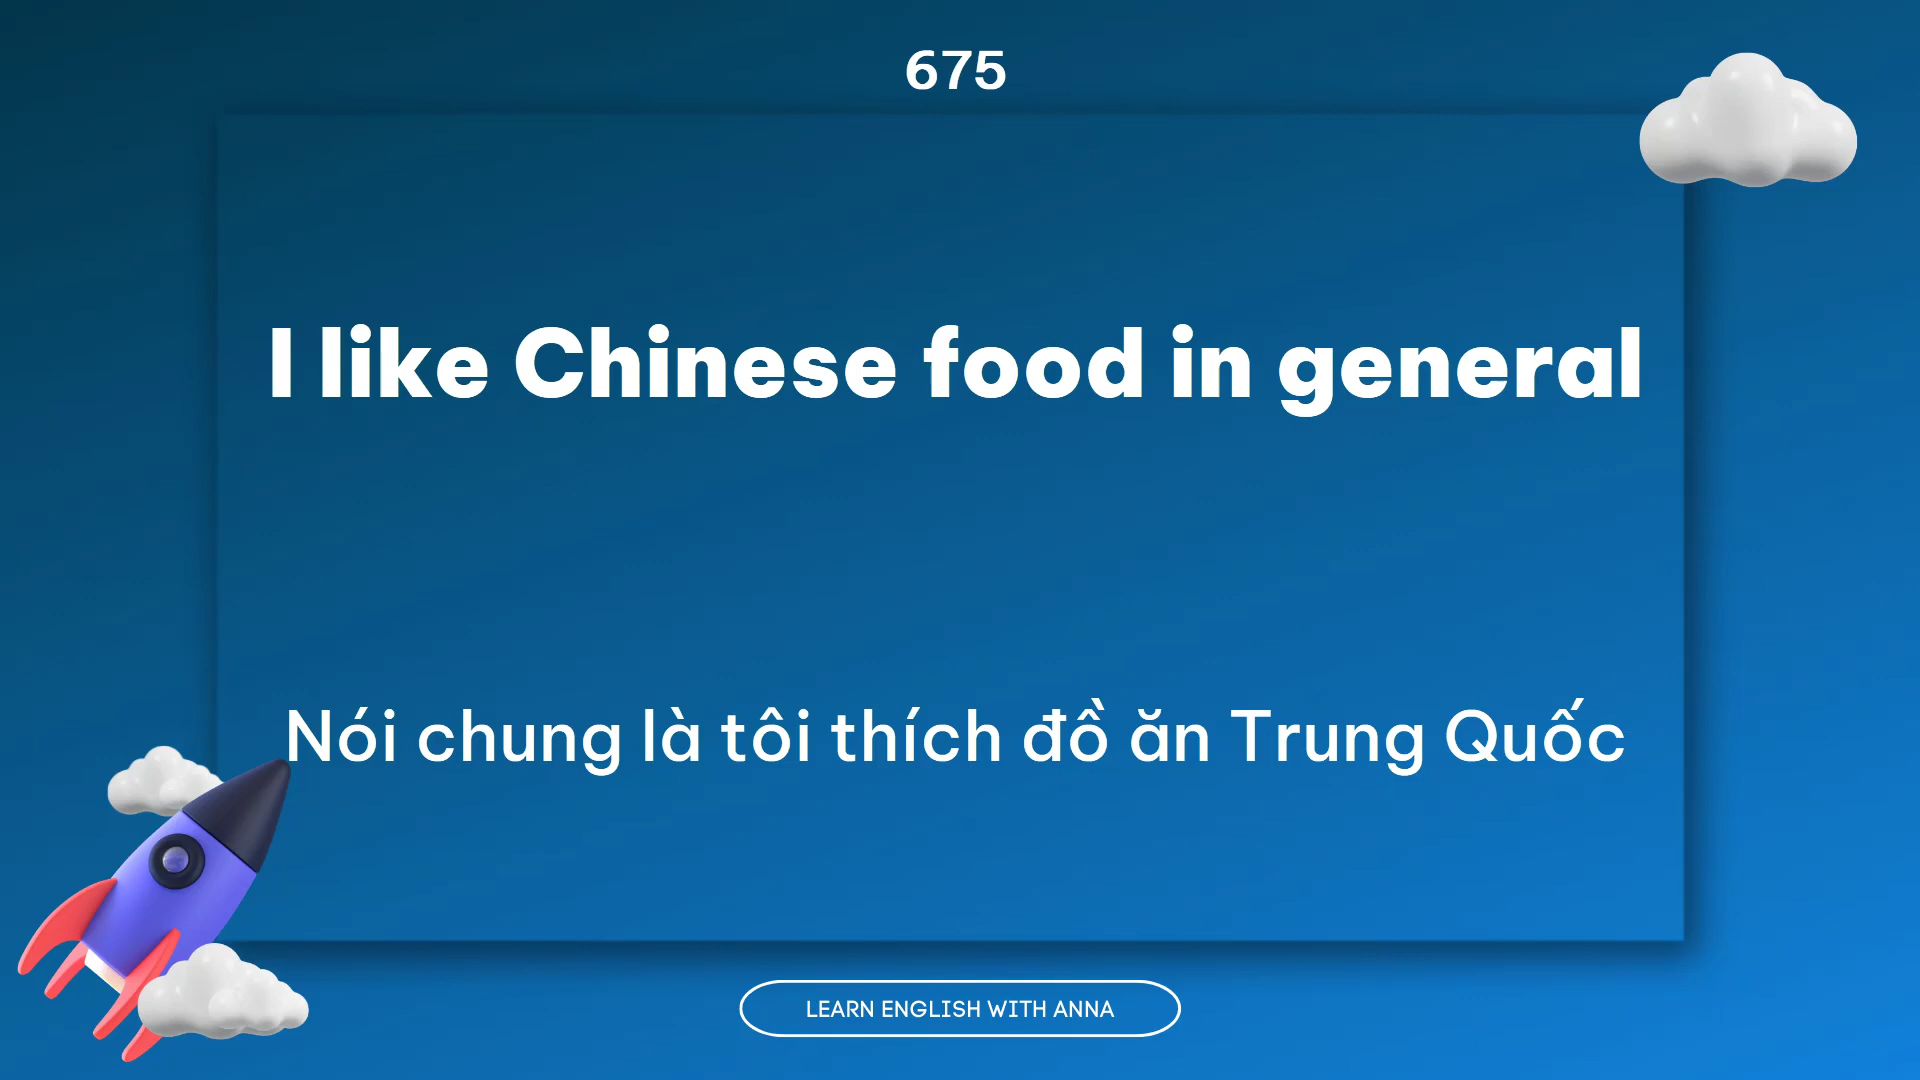 675
I like Chinese food in general
Nói chung là tôi thích đồ ăn Trung Quốc
LEARN ENGLISH WITH ANNA